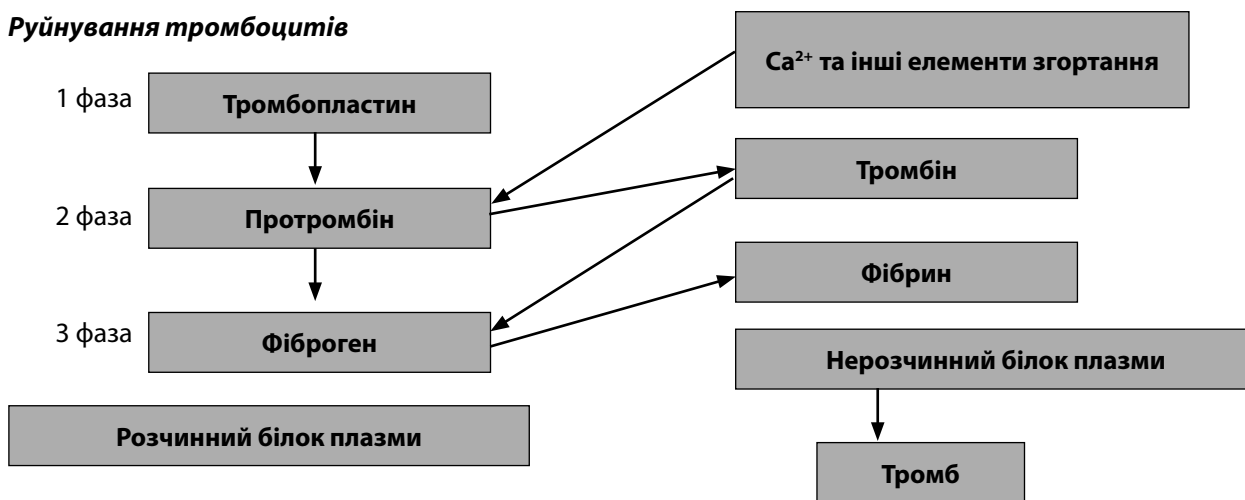 Руйнування тромбоцитів
Ca²⁺ та інші елементи згортання
1 фаза
Тромбопластин
Тромбін
2 фаза
Протромбін
Фібрин
3 фаза
Фіброген
Нерозчинний білок плазми
Розчинний білок плазми
Тромб